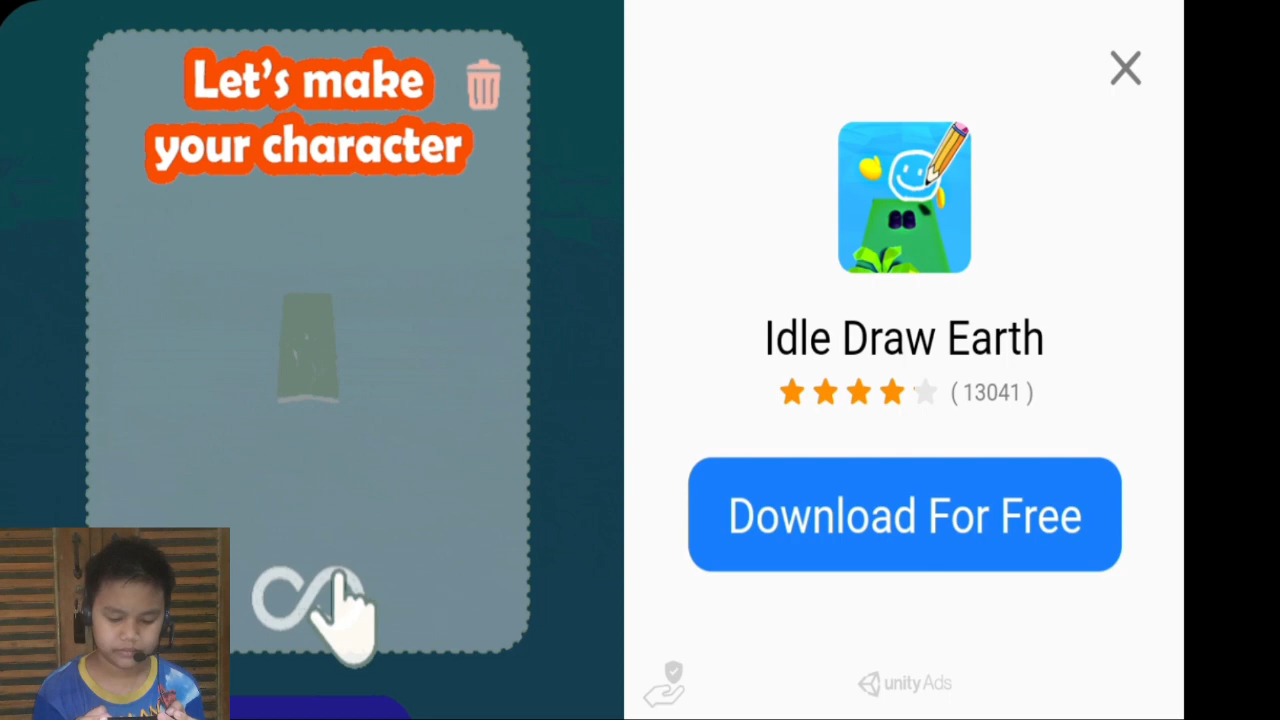 Let's make
your character
Idle Draw Earth
( 13041 )
Download For Free
unity Ads